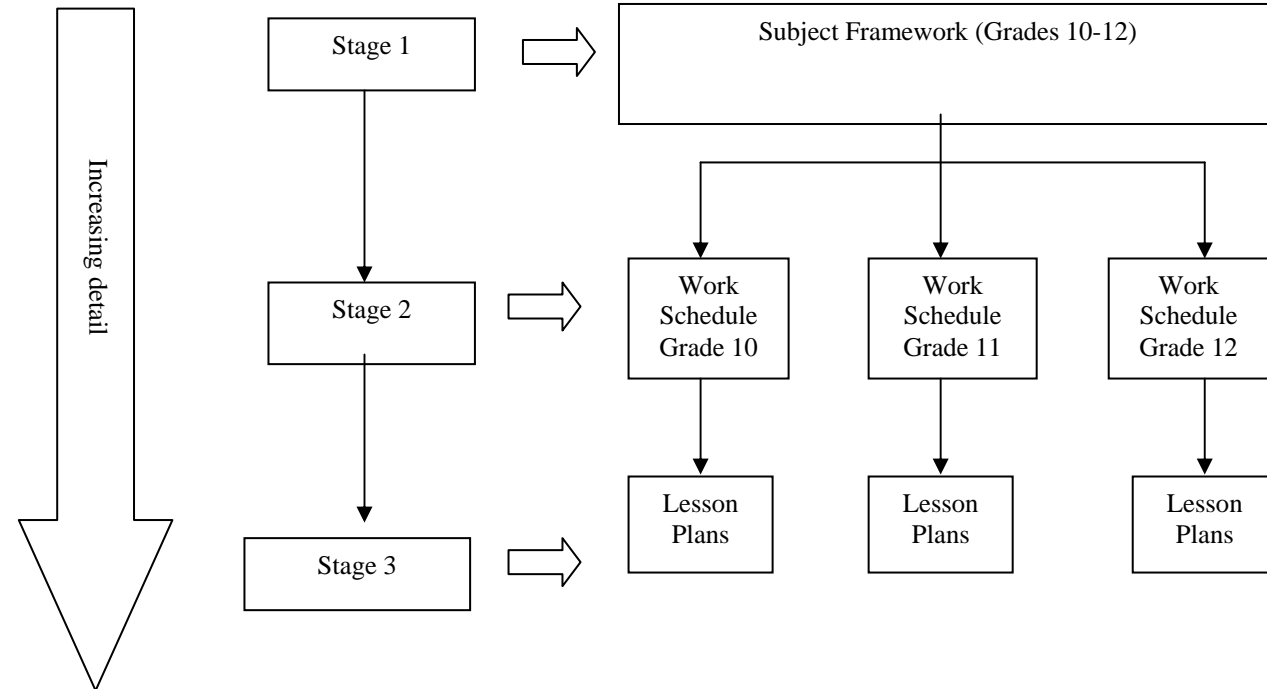 Stage 1
Subject Framework (Grades 10-12)
Increasing detail
Stage 2
Work
Schedule
Grade 10
Work
Schedule
Grade 11
Work
Schedule
Grade 12
Stage 3
Lesson
Plans
Lesson
Plans
Lesson
Plans